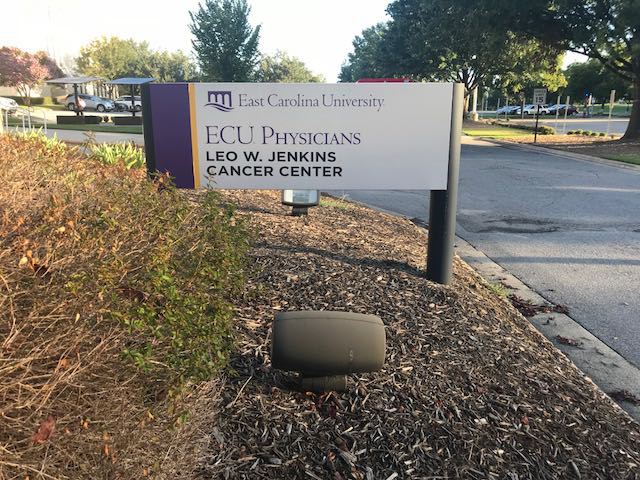 East Carolina University
ECU PHYSICIANS
LEO W. JENKINS
CANCER CENTER